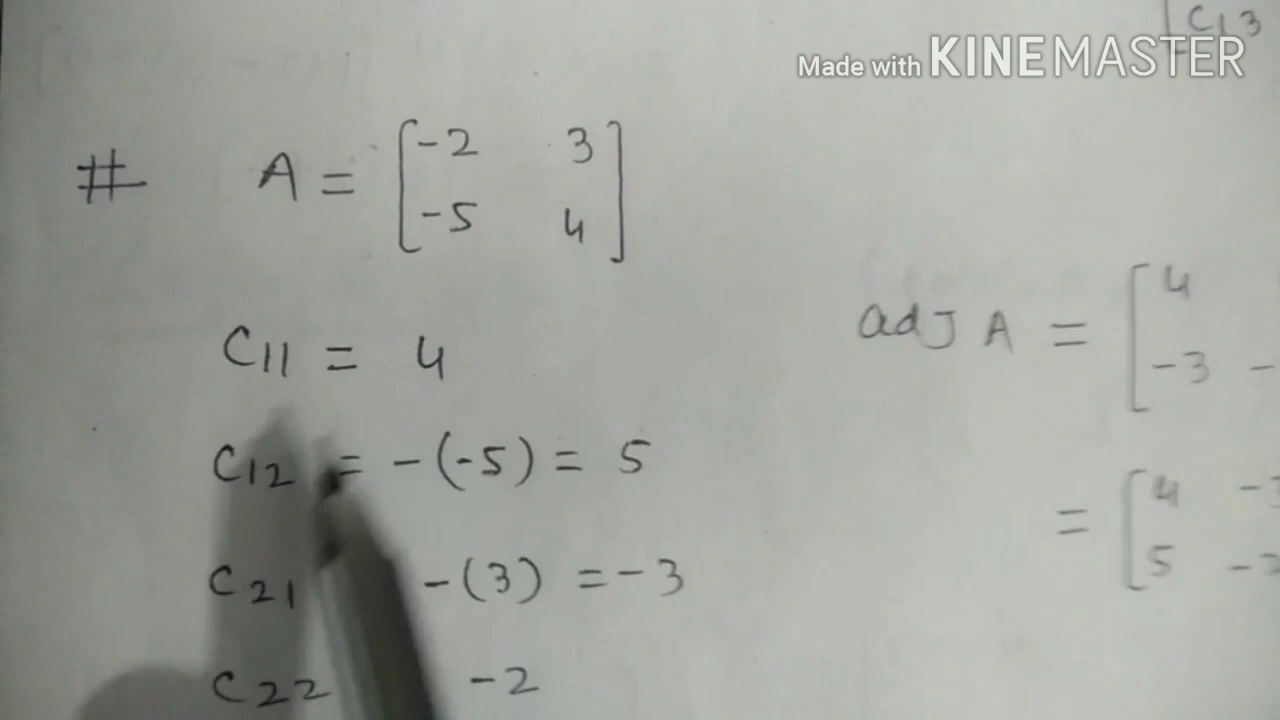 C13
Made with KINEMASTER
# A = [-2 3
-5 4]
C11 = 4
C12 = -(-5) = 5
C21 -(3) = -3
C22 -2
adj A = [4
-3 -
= [4 -
5 -